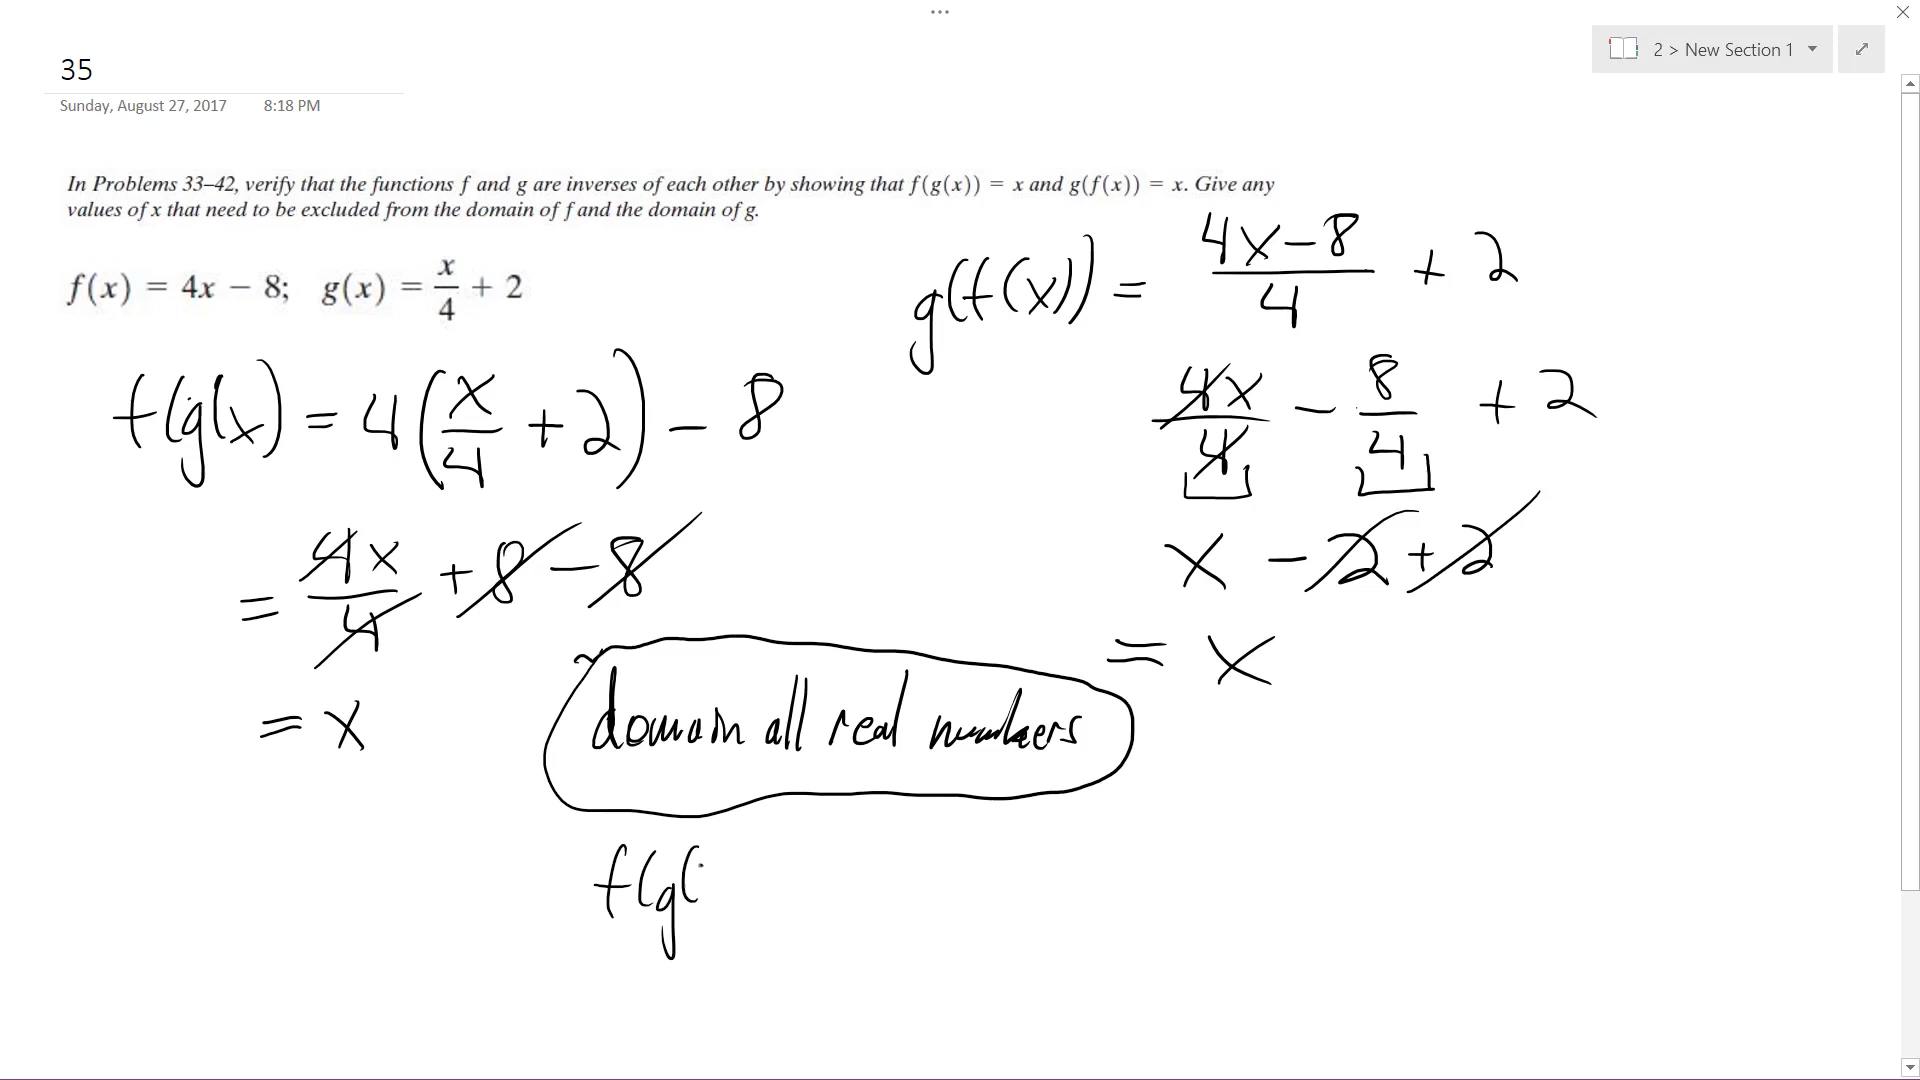 2 > New Section 1
35
Sunday, August 27, 2017 8:18 PM
In Problems 33–42, verify that the functions f and g are inverses of each other by showing that f(g(x)) = x and g(f(x)) = x. Give any
values of x that need to be excluded from the domain of f and the domain of g.
f(x) = 4x − 8; g(x) = x/4 + 2
f(g(x) = 4(x/4 + 2) − 8
= 4x/4 + 8 − 8
= x
g(f(x)) = 4x−8/4 + 2
4x/4 − 8/4 + 2
x − 2 + 2
= x
domain all real numbers
f(g(